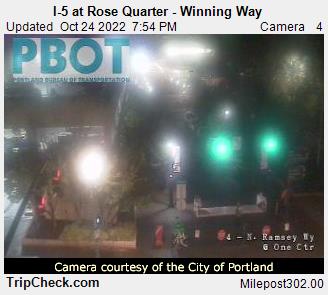 I-5 at Rose Quarter - Winning Way
Updated Oct 24 2022 7:54 PM Camera 4
PBOT
PORTLAND BUREAU OF TRANSPORTATION
4 - N. Ramsey Wy
@ One Ctr
Camera courtesy of the City of Portland
TripCheck.com Milepost302.00